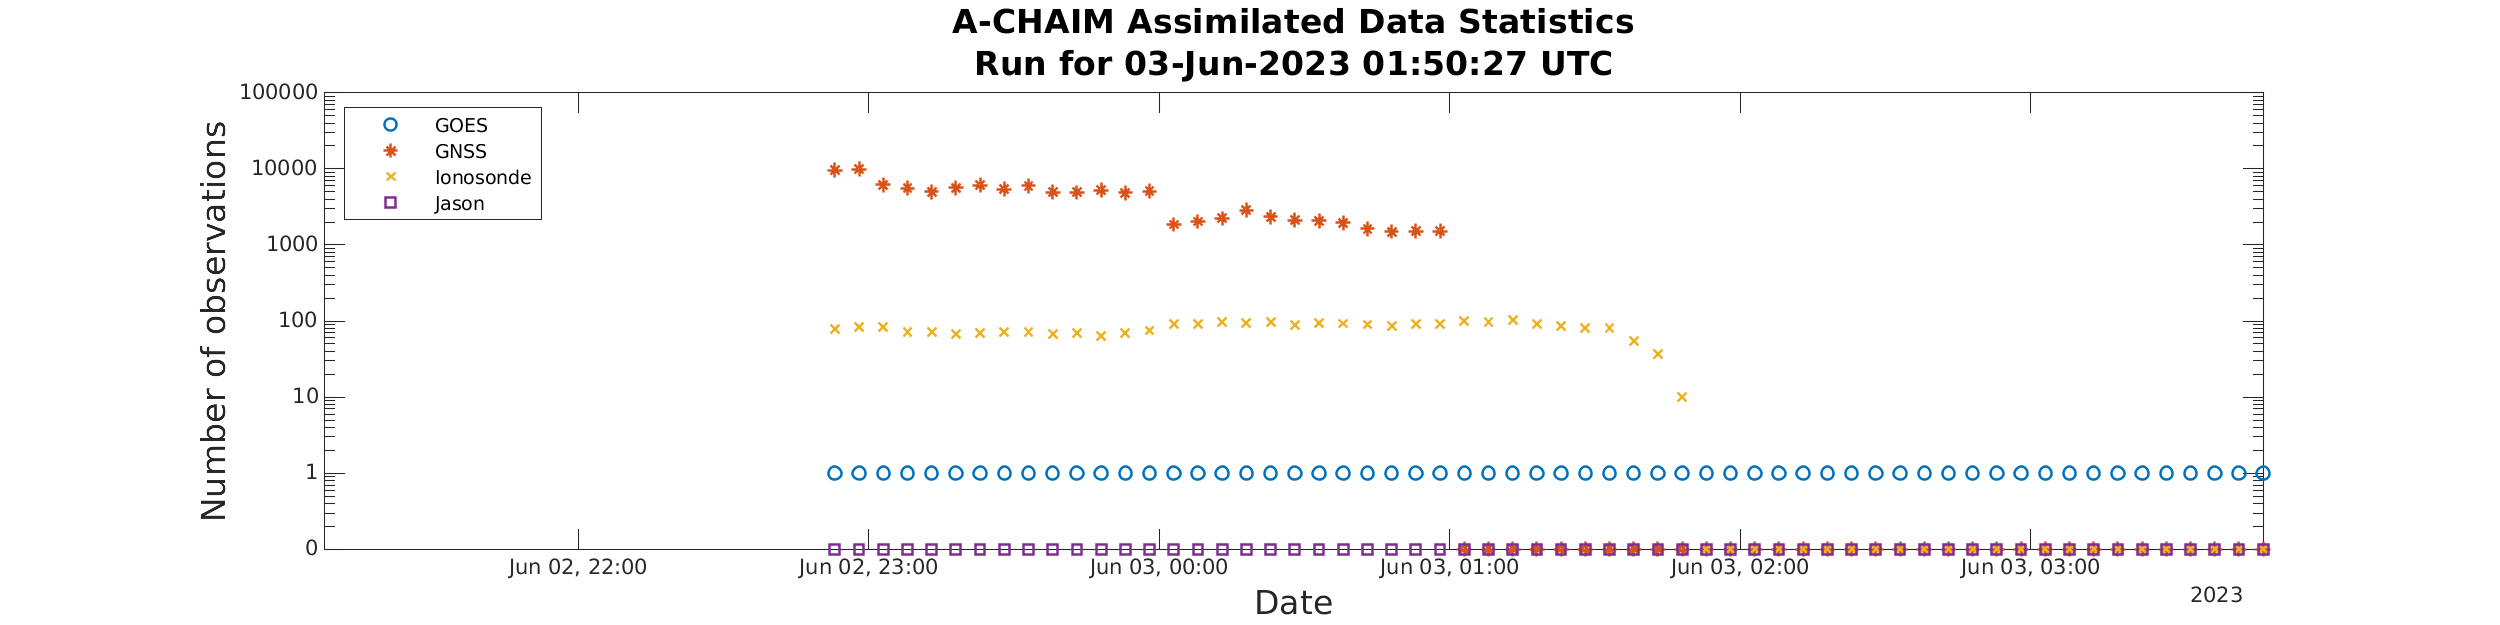 A-CHAIM Assimilated Data Statistics
Run for 03-Jun-2023 01:50:27 UTC
100000
10000
1000
100
10
1
0
Number of observations
GOES
GNSS
Ionosonde
Jason
Jun 02, 22:00
Jun 02, 23:00
Jun 03, 00:00
Jun 03, 01:00
Jun 03, 02:00
Jun 03, 03:00
2023
Date